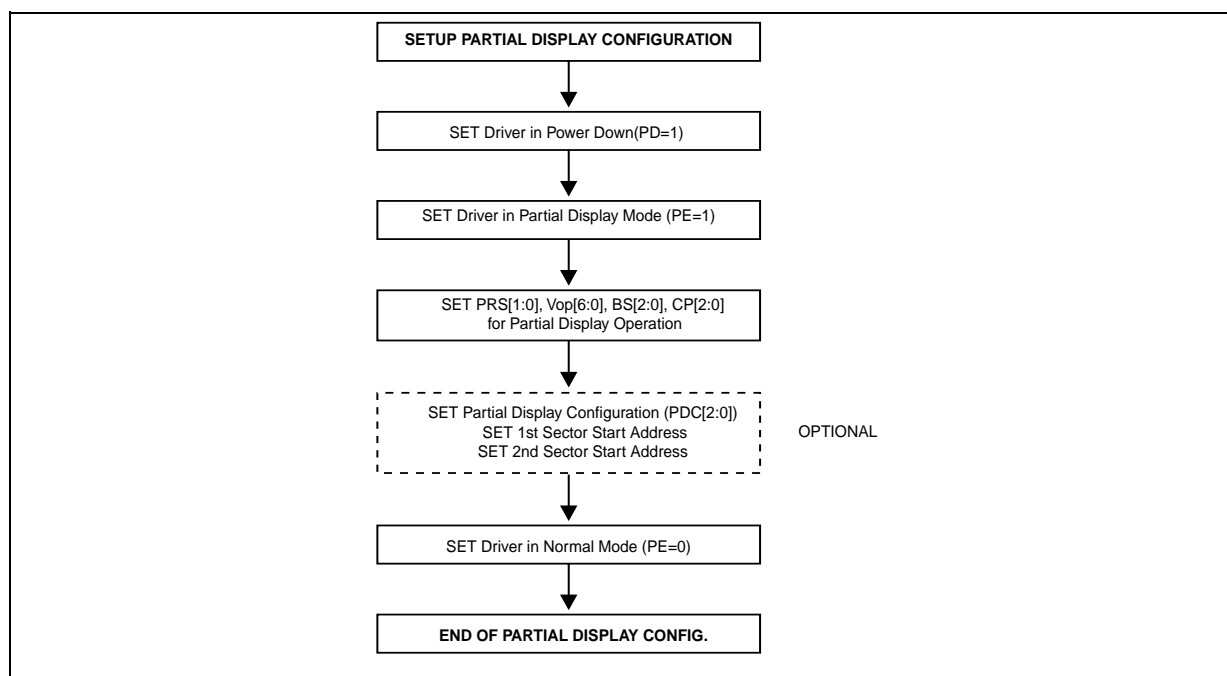 SETUP PARTIAL DISPLAY CONFIGURATION
SET Driver in Power Down(PD=1)
SET Driver in Partial Display Mode (PE=1)
SET PRS[1:0], Vop[6:0], BS[2:0], CP[2:0]
for Partial Display Operation
SET Partial Display Configuration (PDC[2:0])
SET 1st Sector Start Address
SET 2nd Sector Start Address
OPTIONAL
SET Driver in Normal Mode (PE=0)
END OF PARTIAL DISPLAY CONFIG.